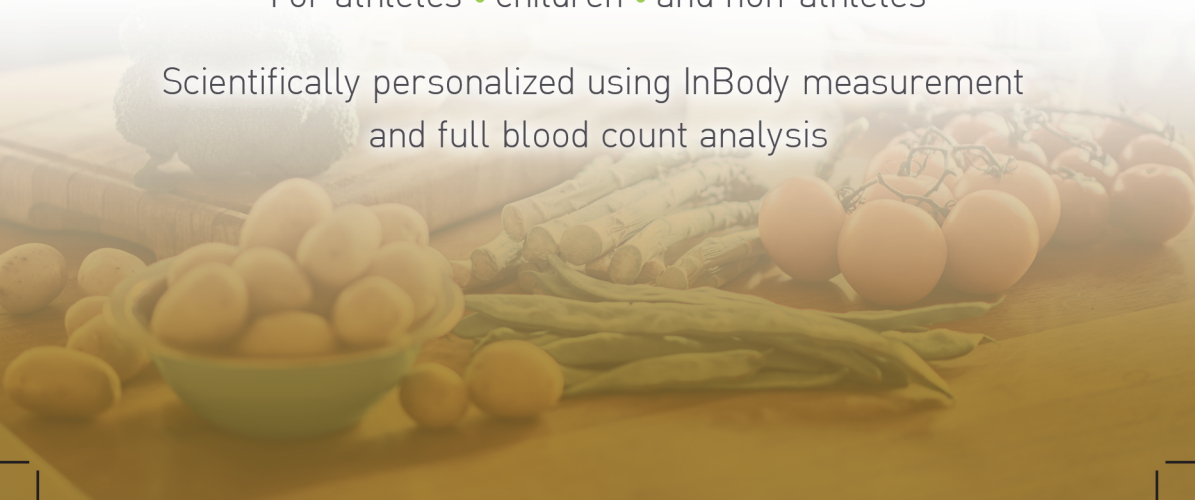 For athletes • children • and non-athletes
Scientifically personalized using InBody measurement
and full blood count analysis